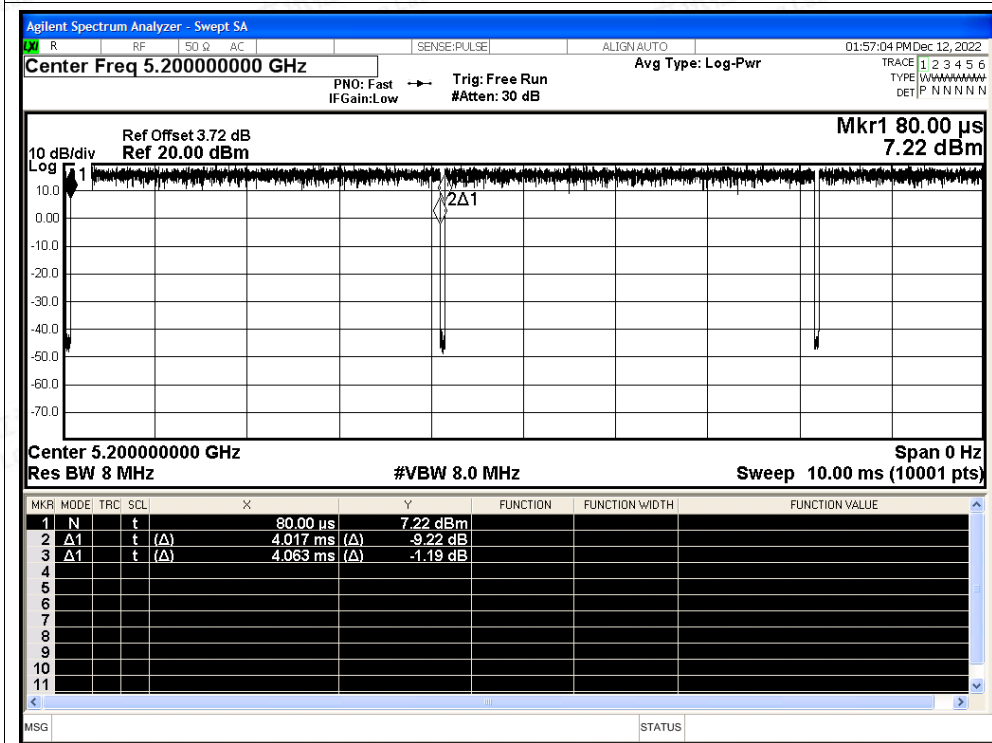 Agilent Spectrum Analyzer - Swept SA
LXI R RF 50 Ω AC SENSE:PULSE ALIGN AUTO 01:57:04 PM Dec 12, 2022
Center Freq 5.200000000 GHz
PNO: Fast
IFGain:Low
Trig: Free Run
#Atten: 30 dB
Avg Type: Log-Pwr
TRACE 1 2 3 4 5 6
TYPE WWWWWW
DET P N N N N N
Ref Offset 3.72 dB
10 dB/div Ref 20.00 dBm
Mkr1 80.00 µs
7.22 dBm
Log
1
10.0
2Δ1
0.00
-10.0
-20.0
-30.0
-40.0
-50.0
-60.0
-70.0
Center 5.200000000 GHz Span 0 Hz
Res BW 8 MHz #VBW 8.0 MHz Sweep 10.00 ms (10001 pts)
MKR MODE TRC SCL X Y FUNCTION FUNCTION WIDTH FUNCTION VALUE
1 N t 80.00 µs 7.22 dBm
2 Δ1 t (Δ) 4.017 ms (Δ) -9.22 dB
3 Δ1 t (Δ) 4.063 ms (Δ) -1.19 dB
4
5
6
7
8
9
10
11
MSG STATUS